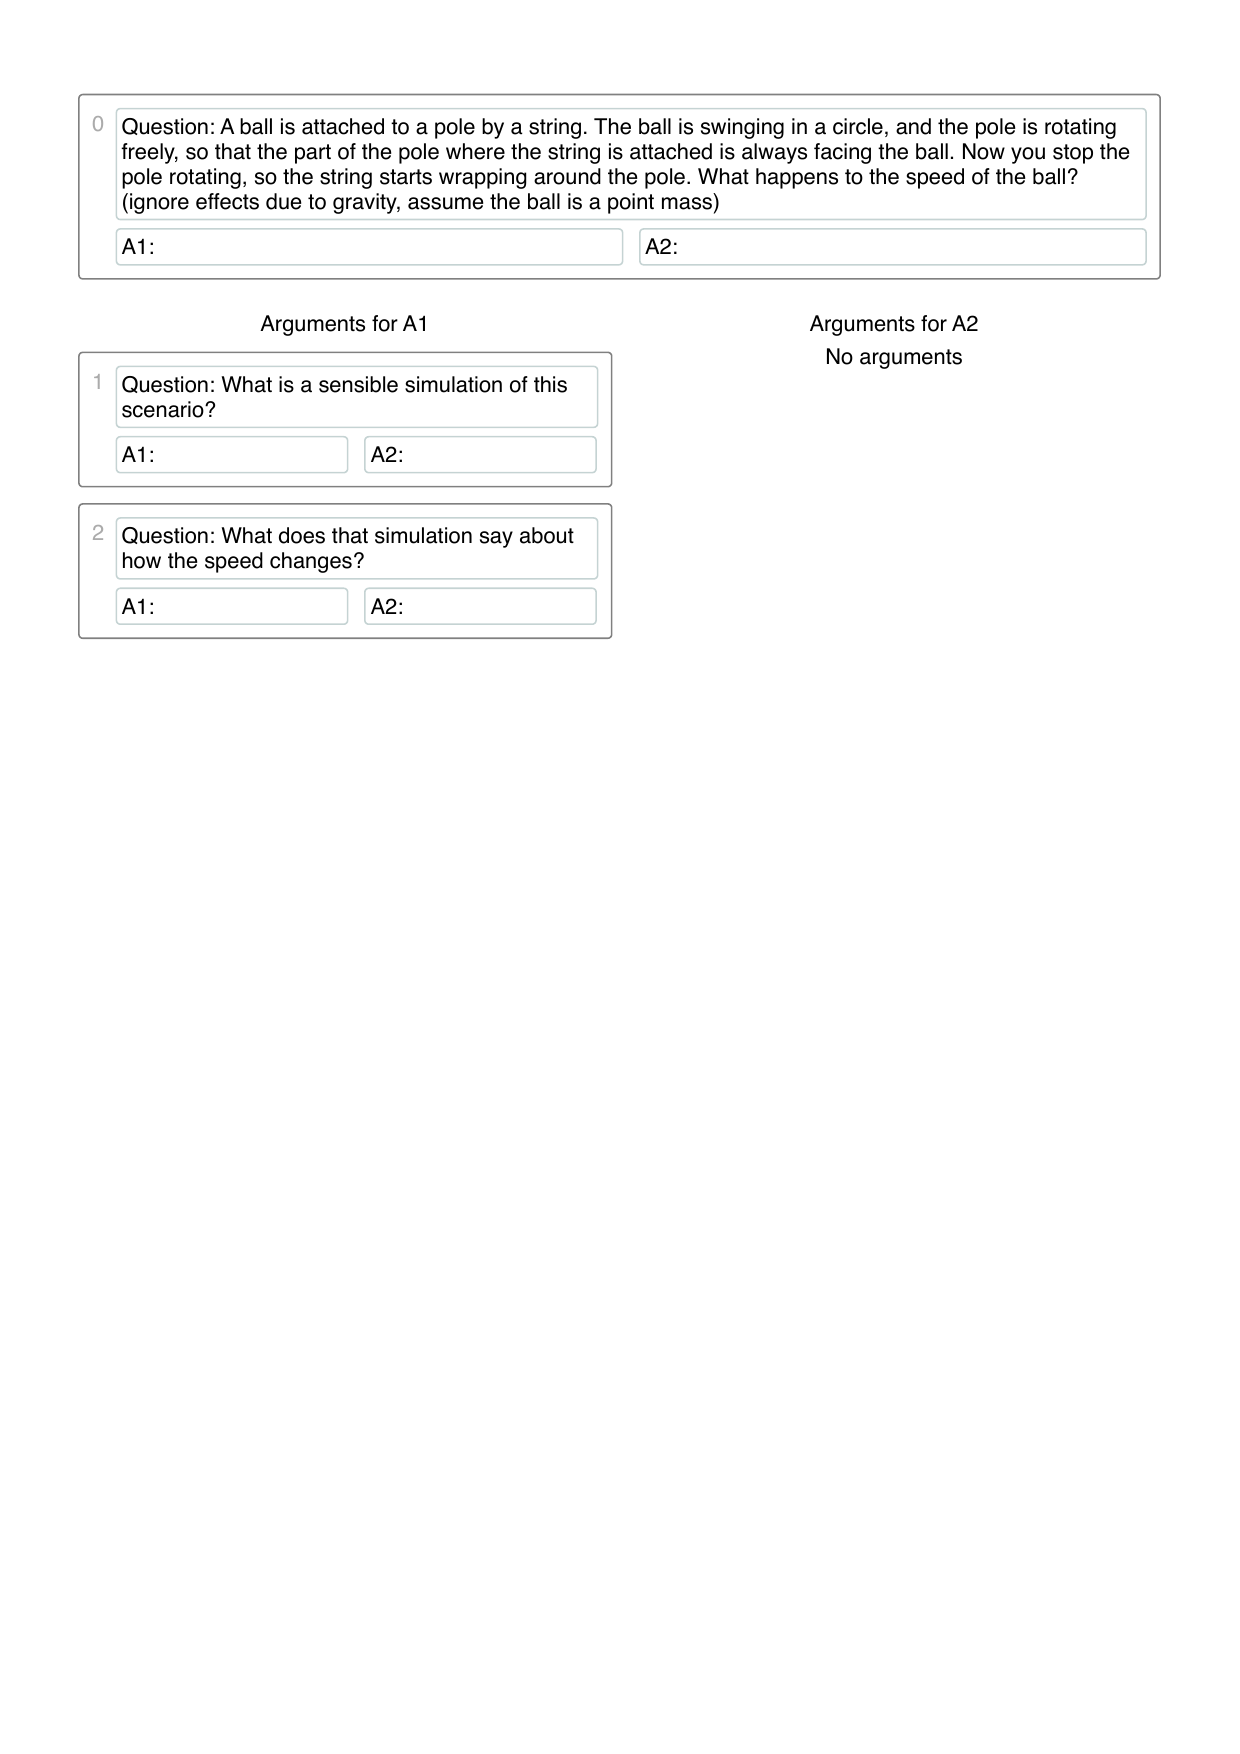 0
Question: A ball is attached to a pole by a string. The ball is swinging in a circle, and the pole is rotating
freely, so that the part of the pole where the string is attached is always facing the ball. Now you stop the
pole rotating, so the string starts wrapping around the pole. What happens to the speed of the ball?
(ignore effects due to gravity, assume the ball is a point mass)
A1:
A2:
Arguments for A1
1
Question: What is a sensible simulation of this
scenario?
A1:
A2:
2
Question: What does that simulation say about
how the speed changes?
A1:
A2:
Arguments for A2
No arguments